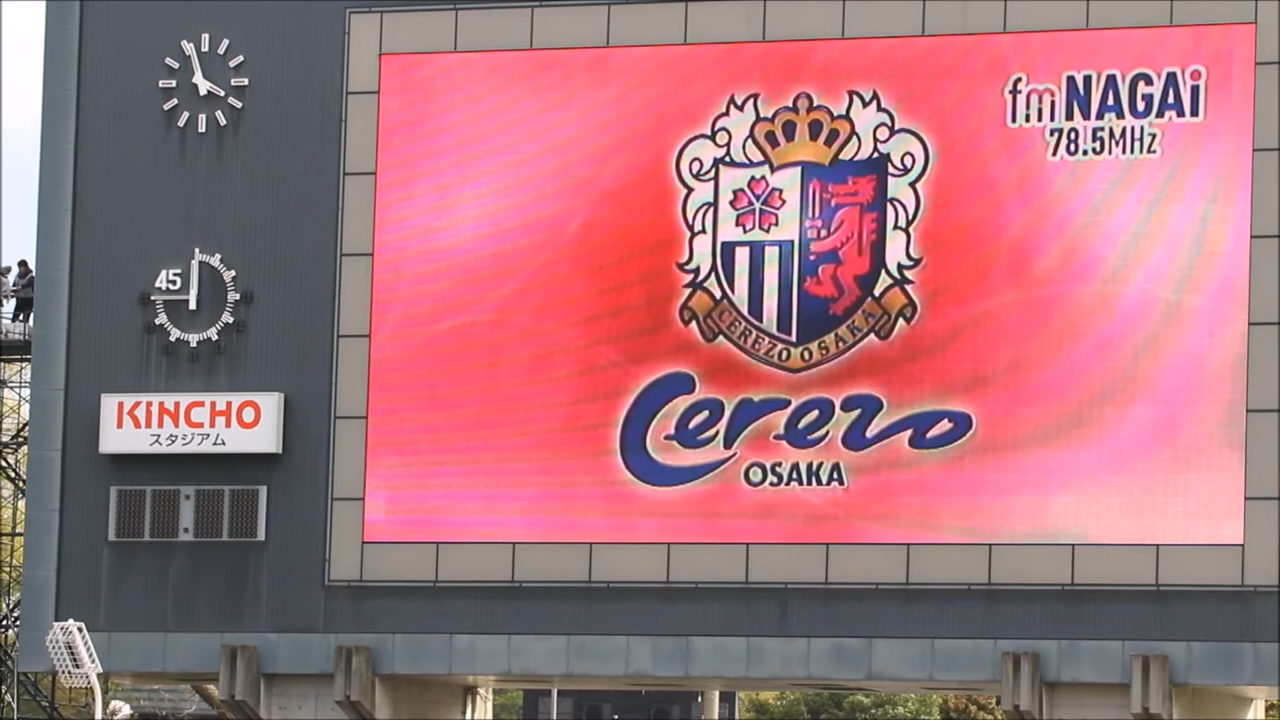 fm NAGAi
78.5MHz
45
KiNCHO
スタジアム
CEREZO OSAKA
Cerezo
OSAKA